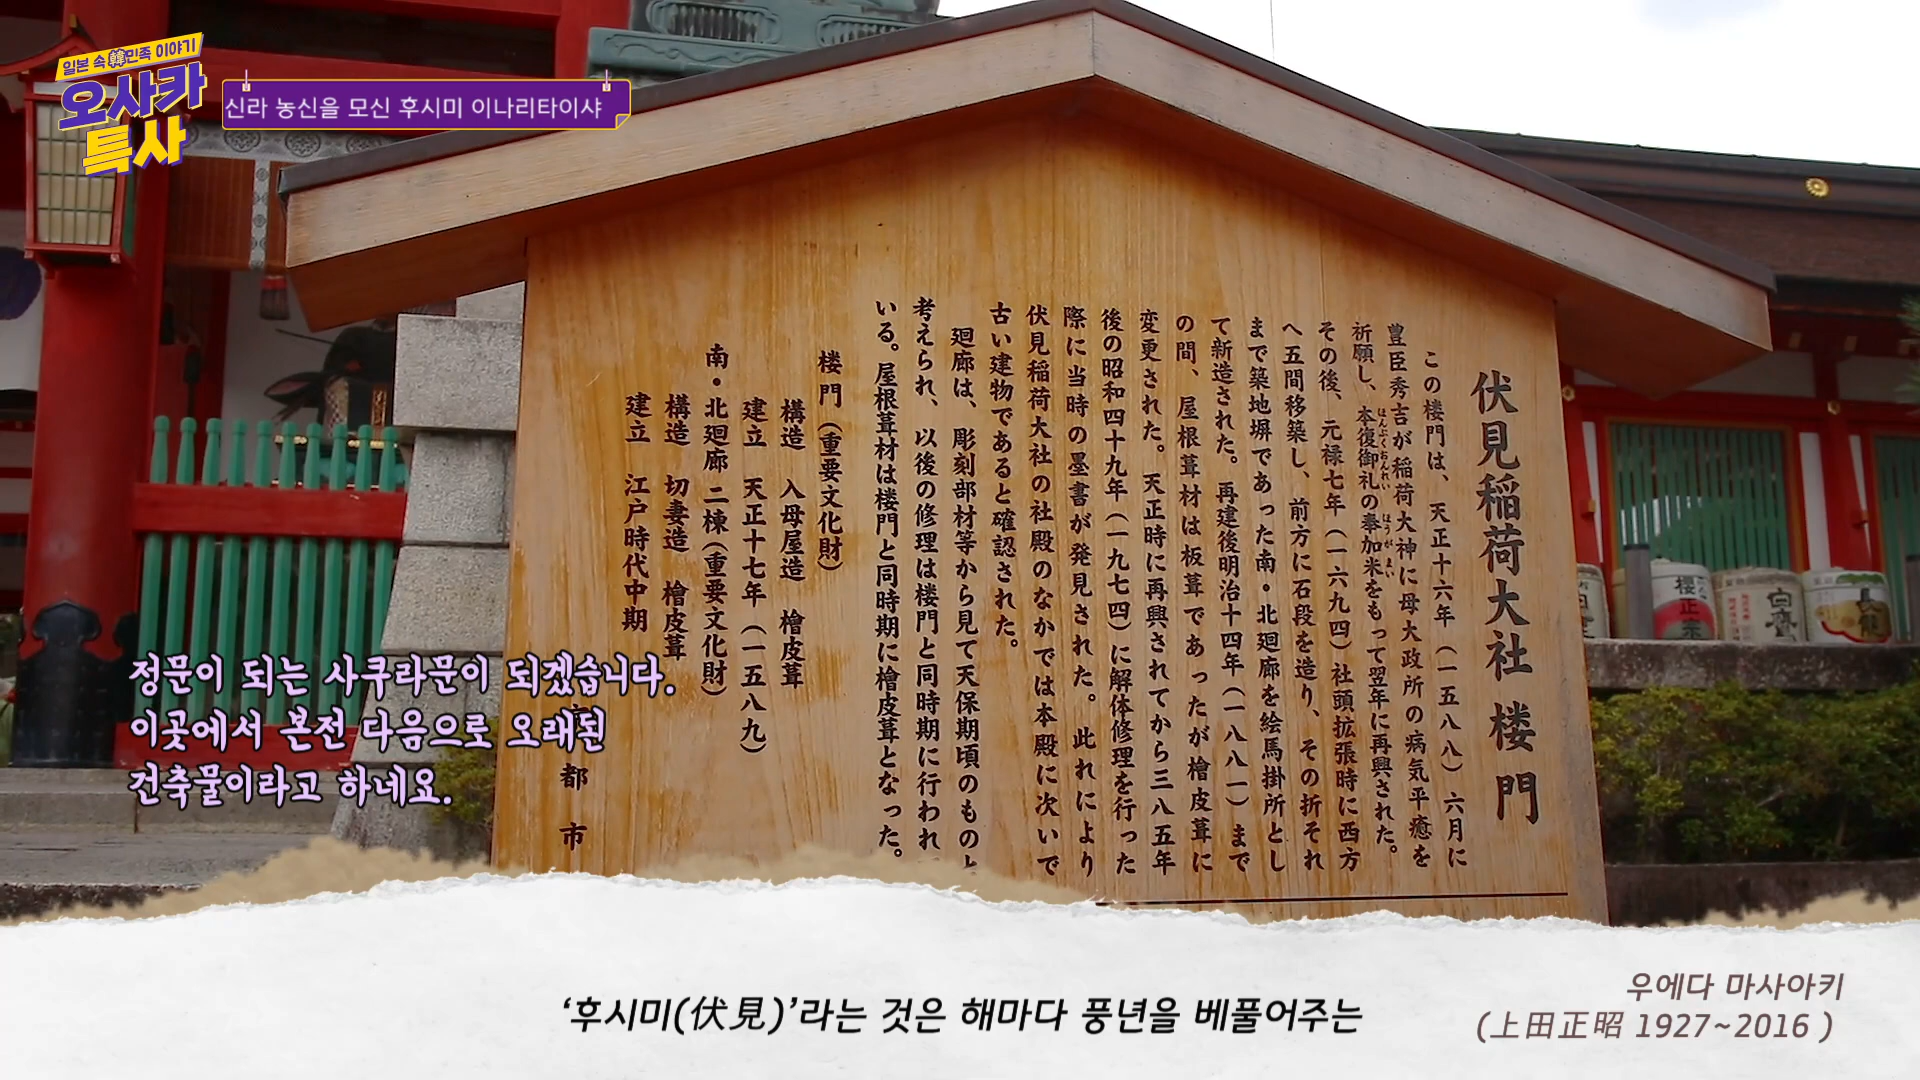 일본 속 韓민족 이야기
오사카
특사
신라 농신을 모신 후시미 이나리타이샤
伏見稲荷大社 楼門
この楼門は、天正十六年(一五八八)六月に
豊臣秀吉が稲荷大神に母大政所の病気平癒を
祈願し、本復御礼の奉加米をもって翌年に再興された。
ほんぷくおんれい ほうが まい
その後、元禄七年(一六九四)社頭拡張時に西方
へ五間移築し、前方に石段を造り、その折それ
まで築地塀であった南・北廻廊を絵馬掛所とし
て新造された。再建後明治十四年(一八八一)まで
の間、屋根葺材は板葺であったが檜皮葺に
変更された。天正時に再興されてから三八五年
後の昭和四十九年(一九七四)に解体修理を行った
際に当時の墨書が発見された。此れにより
伏見稲荷大社の社殿のなかでは本殿に次いで
古い建物であると確認された。
廻廊は、彫刻部材等から見て天保期頃のものと
考えられ、以後の修理は楼門と同時期に行われ
いる。屋根葺材は楼門と同時期に檜皮葺となった。
楼門(重要文化財)
構造 入母屋造 檜皮葺
建立 天正十七年(一五八九)
南・北廻廊 二棟(重要文化財)
構造 切妻造 檜皮葺
建立 江戸時代中期
都市
櫻正宗
白鷹
정문이 되는 사쿠라문이 되겠습니다.
이곳에서 본전 다음으로 오래된
건축물이라고 하네요.
‘후시미(伏見)’라는 것은 해마다 풍년을 베풀어주는
우에다 마사아키
(上田正昭 1927~2016 )